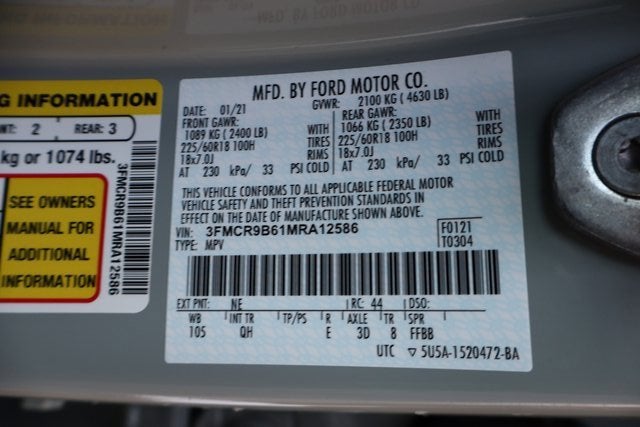 MFD. BY FORD MOTOR CO.
DATE: 01/21 GVWR: 2100 KG ( 4630 LB)
FRONT GAWR: REAR GAWR:
1089 KG ( 2400 LB) WITH 1066 KG ( 2350 LB) WITH
225/60R18 100H TIRES 225/60R18 100H TIRES
18x7.0J RIMS 18x7.0J RIMS
AT 230 kPa/ 33 PSI COLD AT 230 kPa/ 33 PSI COLD
THIS VEHICLE CONFORMS TO ALL APPLICABLE FEDERAL MOTOR
VEHICLE SAFETY AND THEFT PREVENTION STANDARDS IN
EFFECT ON THE DATE OF MANUFACTURE SHOWN ABOVE.
VIN: 3FMCR9B61MRA12586 F0121
TYPE: MPV T0304
EXT PNT: NE RC: 44 DSO:
WB INT TR TP/PS R AXLE TR SPR
105 QH E 3D 8 FFBB
UTC ▽ 5U5A-1520472-BA
G INFORMATION
NT: 2 REAR: 3
kg or 1074 lbs.
SEE OWNERS
MANUAL FOR
ADDITIONAL
INFORMATION
3FMCR9B61MRA12586